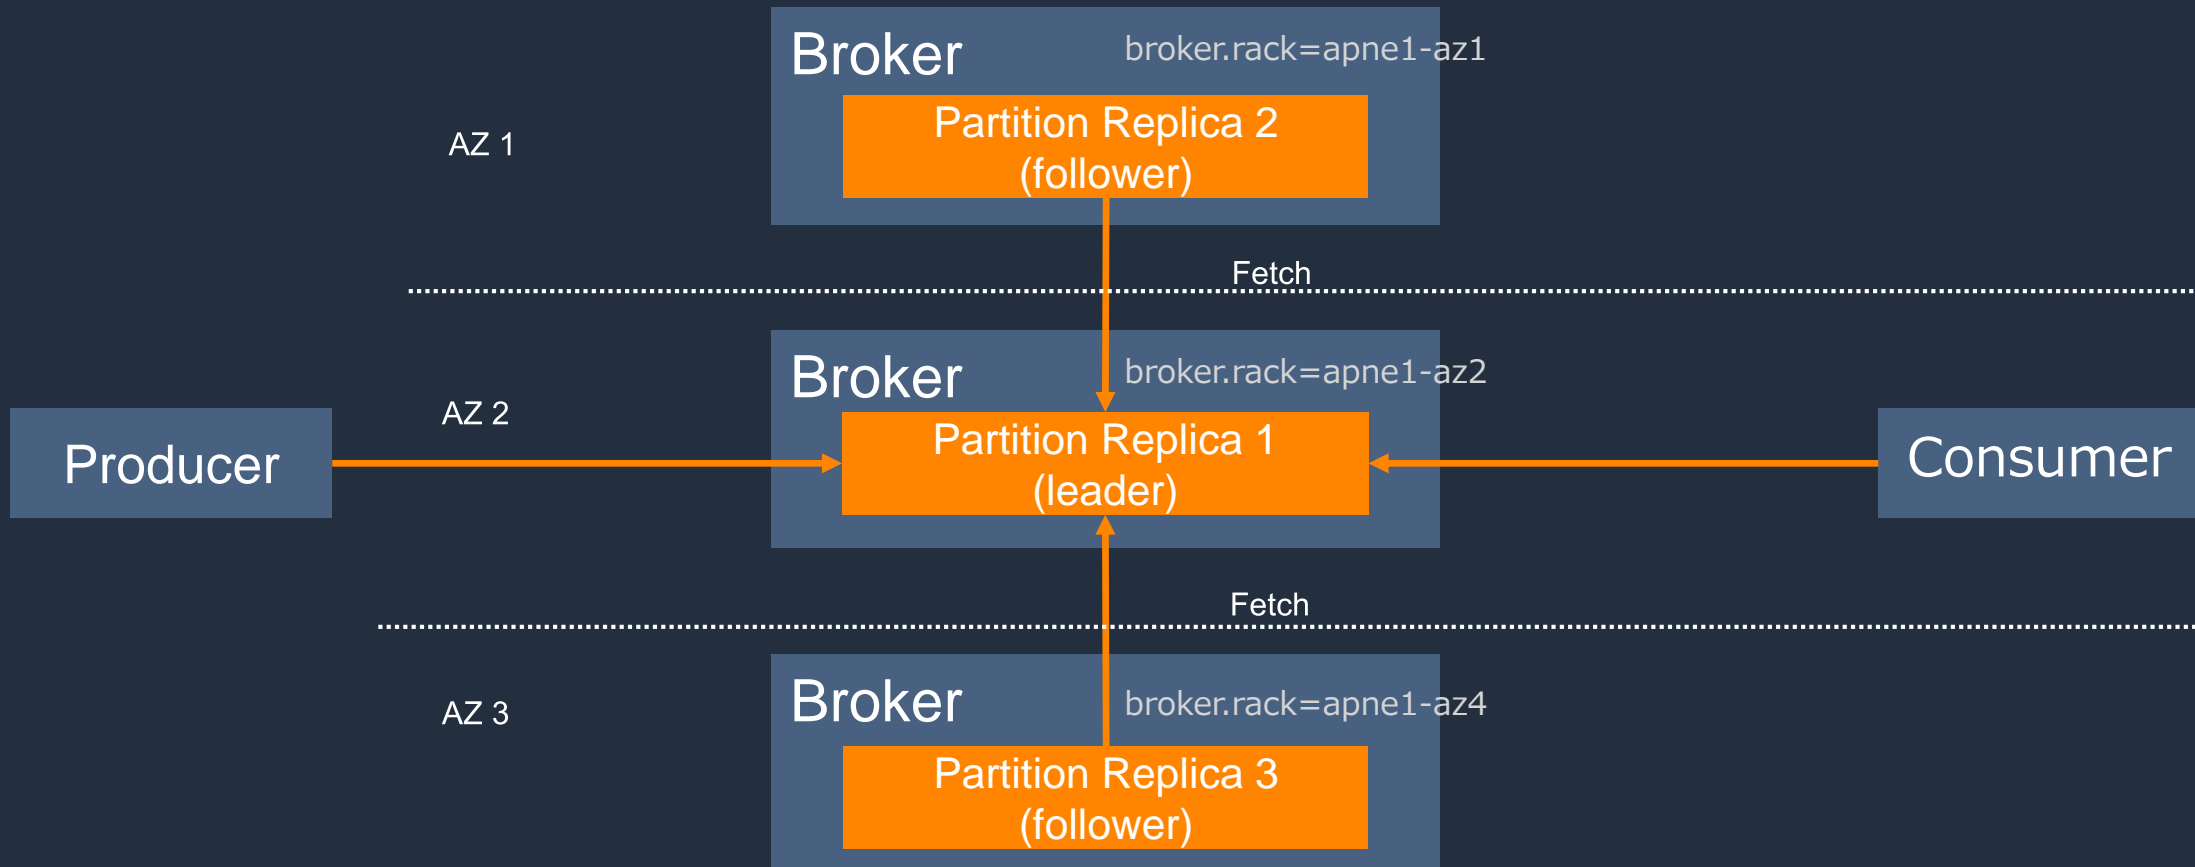 Broker
broker.rack=apne1-az1
Partition Replica 2
(follower)
AZ 1
Fetch
Broker
broker.rack=apne1-az2
AZ 2
Producer
Partition Replica 1
(leader)
Consumer
Fetch
Broker
broker.rack=apne1-az4
AZ 3
Partition Replica 3
(follower)